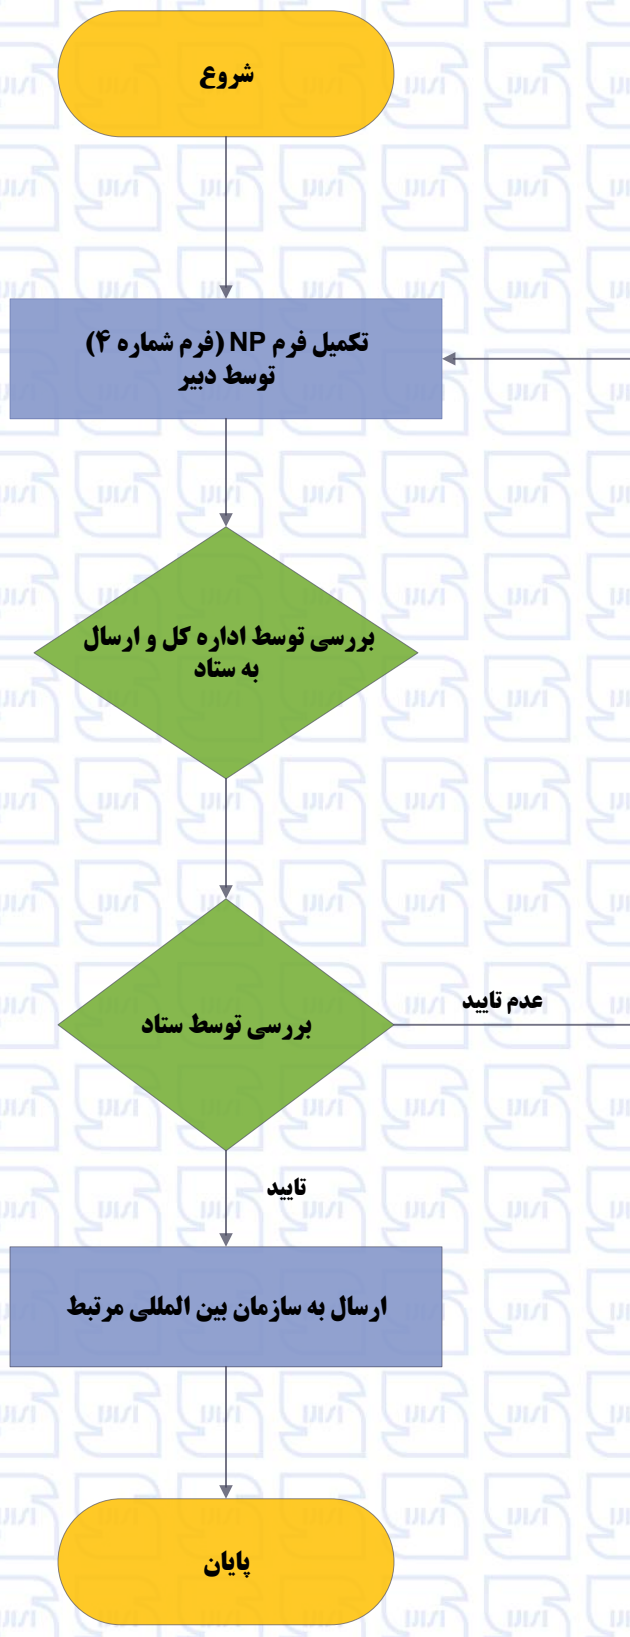 شروع
تکمیل فرم NP (فرم شماره ۴)
توسط دبیر
بررسی توسط اداره کل و ارسال
به ستاد
بررسی توسط ستاد
عدم تایید
تایید
ارسال به سازمان بین المللی مرتبط
پایان